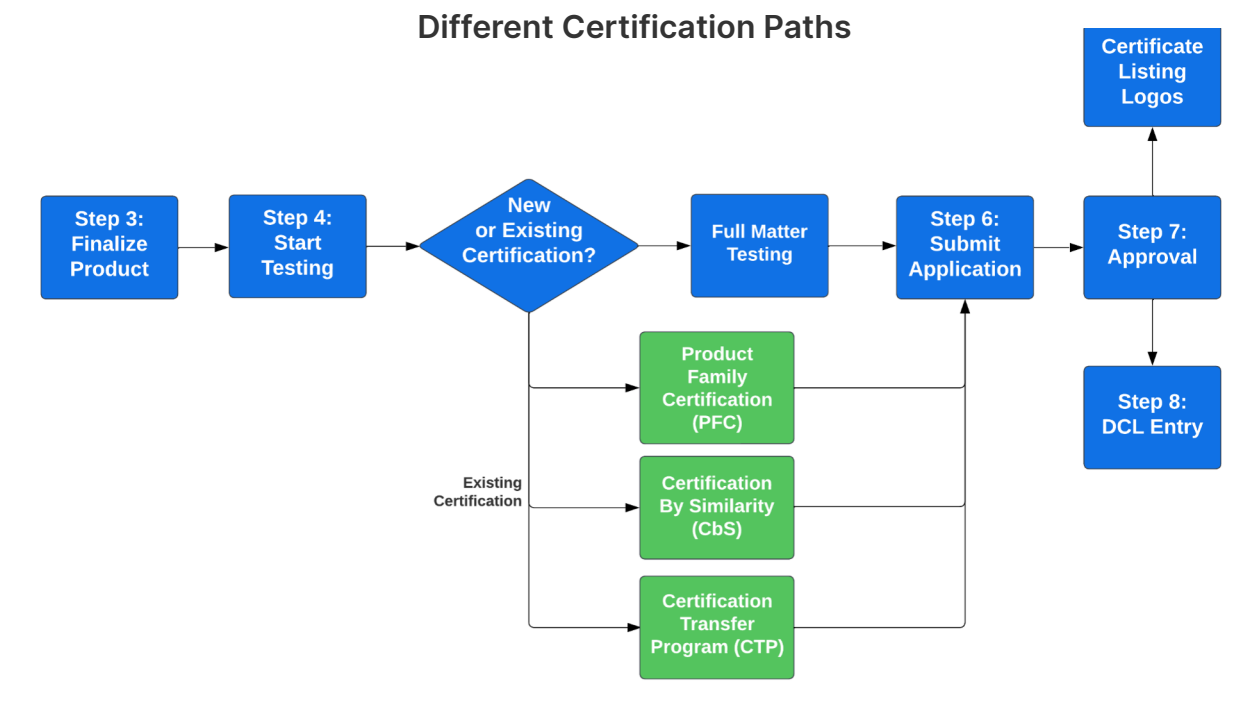 Different Certification Paths
Certificate
Listing
Logos
Step 3:
Finalize
Product
Step 4:
Start
Testing
New
or Existing
Certification?
Full Matter
Testing
Step 6:
Submit
Application
Step 7:
Approval
Product
Family
Certification
(PFC)
Step 8:
DCL Entry
Existing
Certification
Certification
By Similarity
(CbS)
Certification
Transfer
Program (CTP)